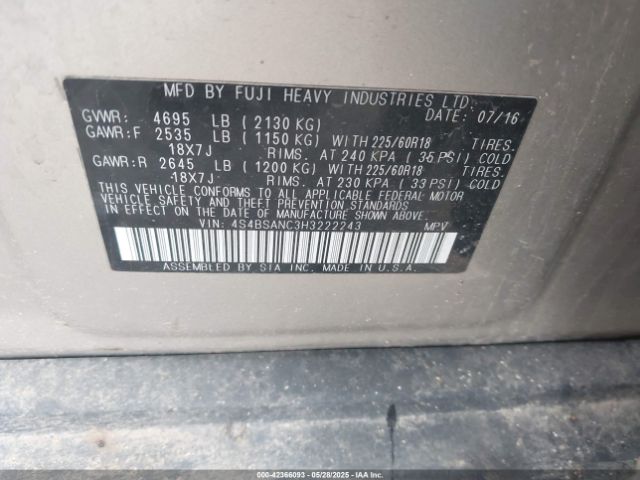 MFD BY FUJI HEAVY INDUSTRIES LTD.
DATE: 07/16
GVWR: 4695 LB (2130 KG)
GAWR:F 2535 LB (1150 KG) WITH 225/60R18 TIRES.
18X7J RIMS. AT 240 KPA (35 PSI) COLD
GAWR:R 2645 LB (1200 KG) WITH 225/60R18 TIRES.
18X7J RIMS. AT 230 KPA (33 PSI) COLD
THIS VEHICLE CONFORMS TO ALL APPLICABLE FEDERAL MOTOR
VEHICLE SAFETY AND THEFT PREVENTION STANDARDS
IN EFFECT ON THE DATE OF MANUFACTURE SHOWN ABOVE.
VIN: 4S4BSANC3H3222243 MPV
ASSEMBLED BY SIA INC. MADE IN U.S.A.
000-42366093 - 05/28/2025 - IAAI.COM